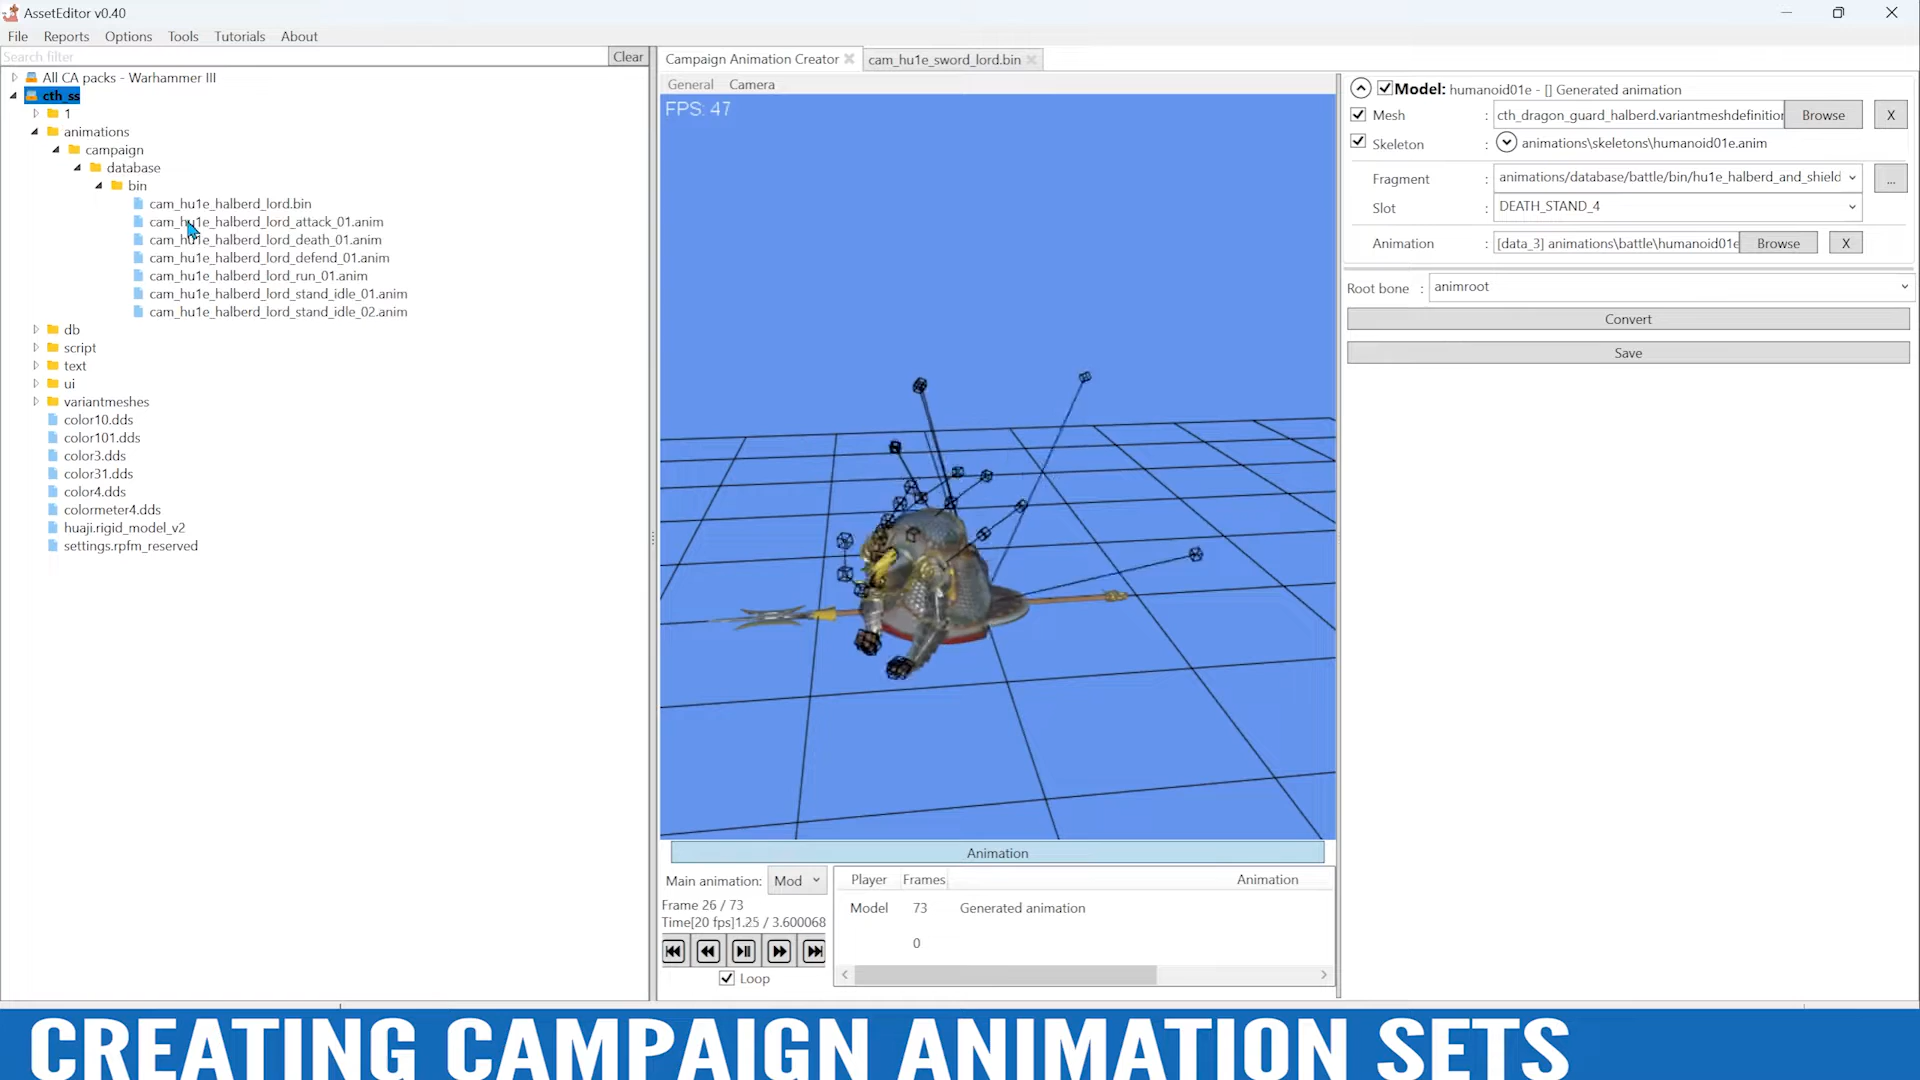 AssetEditor v0.40
File Reports Options Tools Tutorials About
Search filter
Clear
All CA packs - Warhammer III
cth_ss
1
animations
campaign
database
bin
cam_hu1e_halberd_lord.bin
cam_hu1e_halberd_lord_attack_01.anim
cam_hu1e_halberd_lord_death_01.anim
cam_hu1e_halberd_lord_defend_01.anim
cam_hu1e_halberd_lord_run_01.anim
cam_hu1e_halberd_lord_stand_idle_01.anim
cam_hu1e_halberd_lord_stand_idle_02.anim
db
script
text
ui
variantmeshes
color10.dds
color101.dds
color3.dds
color31.dds
color4.dds
colormeter4.dds
huaji.rigid_model_v2
settings.rpfm_reserved
Campaign Animation Creator
cam_hu1e_sword_lord.bin
General Camera
FPS: 47
Animation
Main animation: Mod
Frame 26 / 73
Time[20 fps]1.25 / 3.600068
Loop
Player Frames Animation
Model 73 Generated animation
0
Model: humanoid01e - [] Generated animation
Mesh : cth_dragon_guard_halberd.variantmeshdefinition Browse X
Skeleton : animations\skeletons\humanoid01e.anim
Fragment : animations/database/battle/bin/hu1e_halberd_and_shield ...
Slot : DEATH_STAND_4
Animation : [data_3] animations\battle\humanoid01e Browse X
Root bone : animroot
Convert
Save
CREATING CAMPAIGN ANIMATION SETS